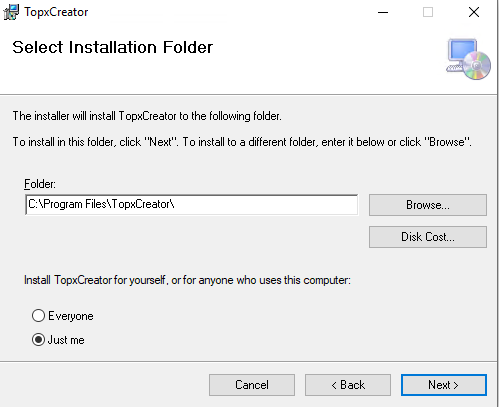 TopxCreator
Select Installation Folder
The installer will install TopxCreator to the following folder.
To install in this folder, click "Next". To install to a different folder, enter it below or click "Browse".
Folder:
C:\Program Files\TopxCreator\
Browse...
Disk Cost...
Install TopxCreator for yourself, or for anyone who uses this computer:
Everyone
Just me
Cancel
< Back
Next >